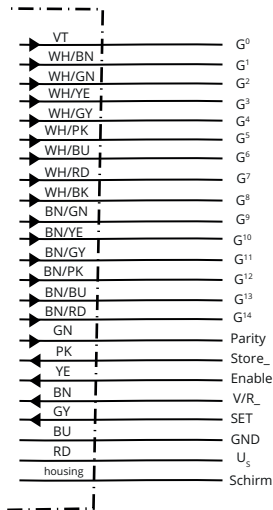 VT G⁰
WH/BN G¹
WH/GN G²
WH/YE G³
WH/GY G⁴
WH/PK G⁵
WH/BU G⁶
WH/RD G⁷
WH/BK G⁸
BN/GN G⁹
BN/YE G¹⁰
BN/GY G¹¹
BN/PK G¹²
BN/BU G¹³
BN/RD G¹⁴
GN Parity
PK Store_
YE Enable
BN V/R_
GY SET
BU GND
RD Uₛ
housing Schirm